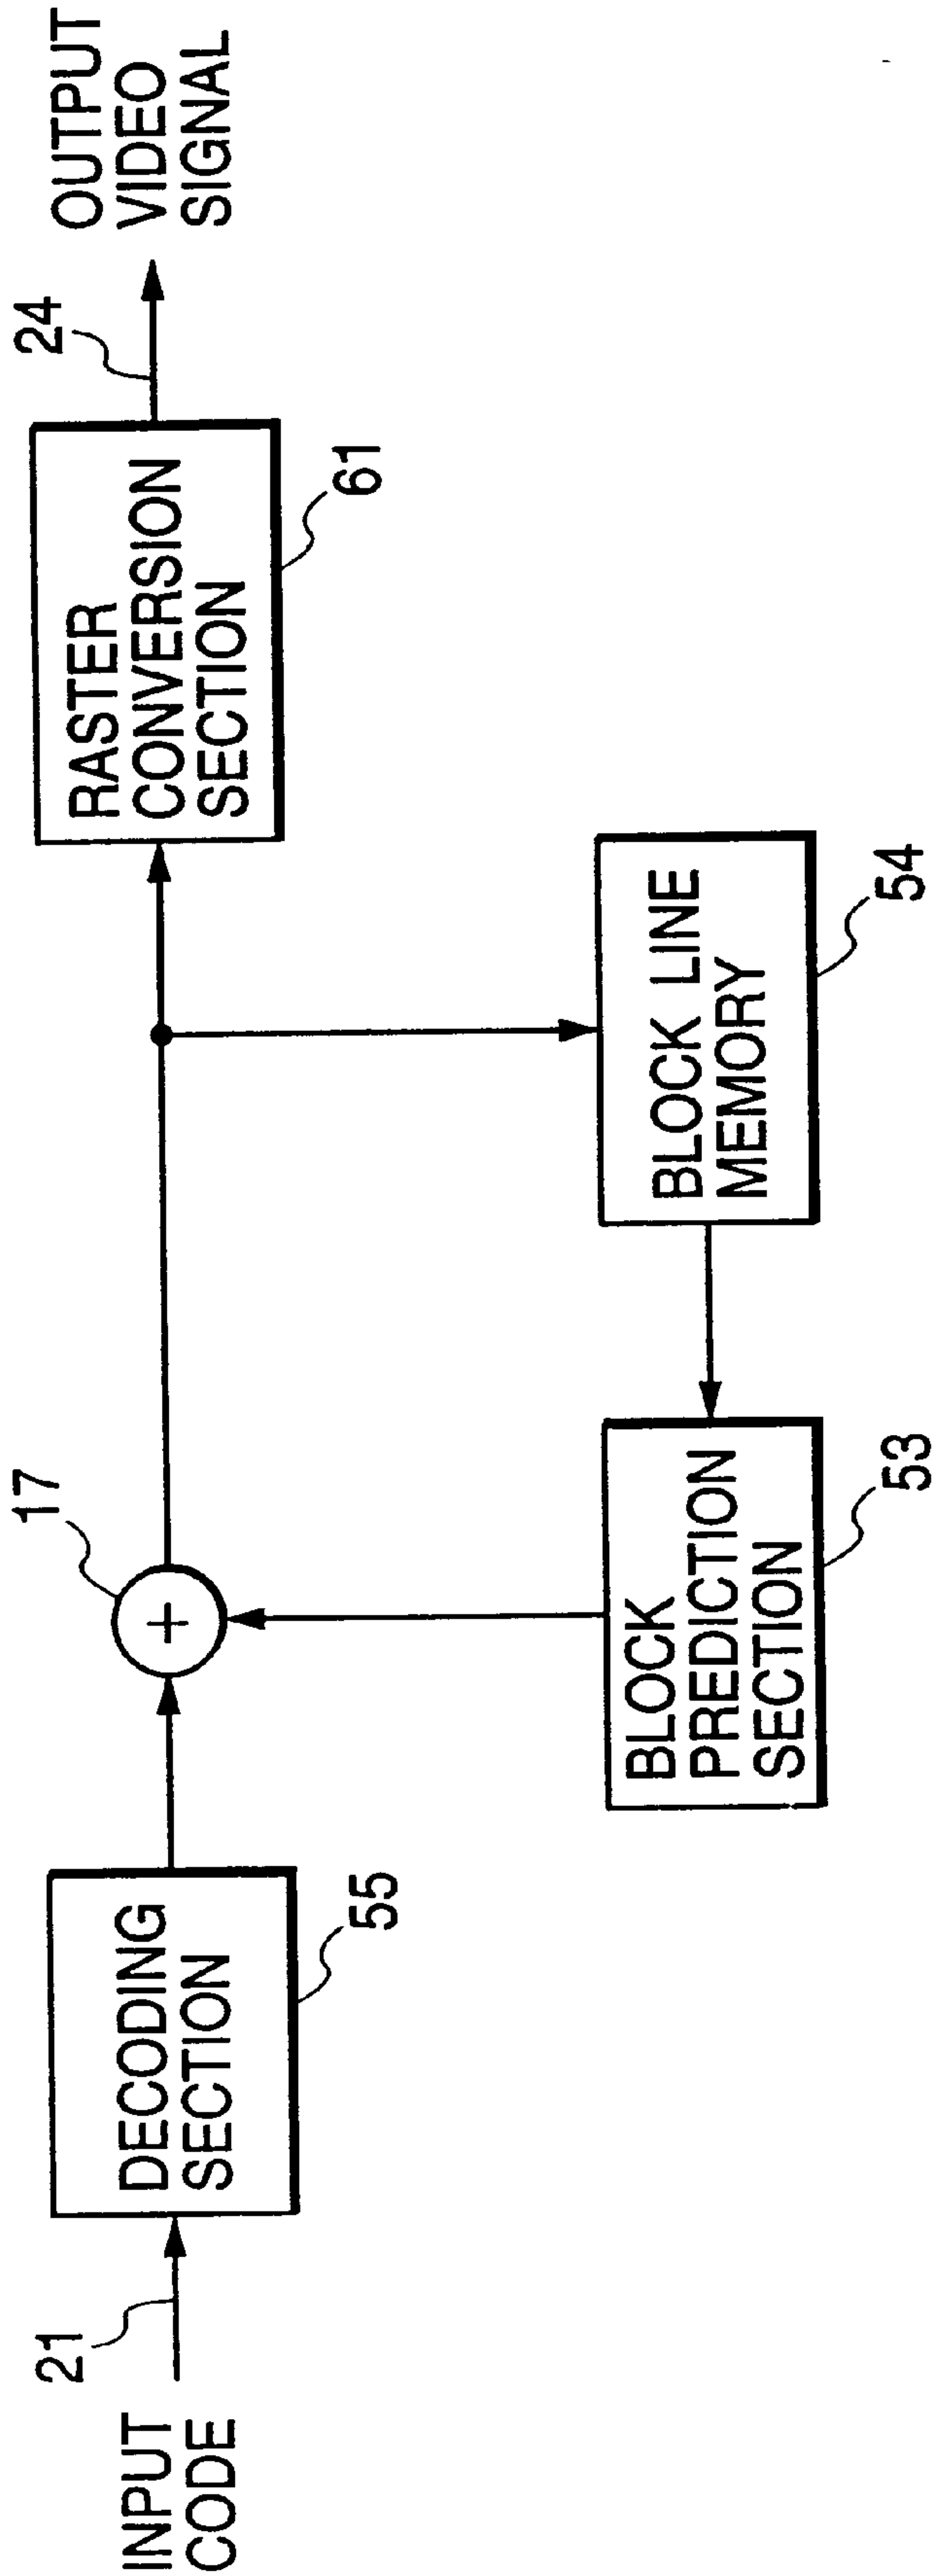 INPUT
CODE
21
DECODING
SECTION
55
17
+
BLOCK
PREDICTION
SECTION
53
BLOCK LINE
MEMORY
54
RASTER
CONVERSION
SECTION
61
24
OUTPUT
VIDEO
SIGNAL